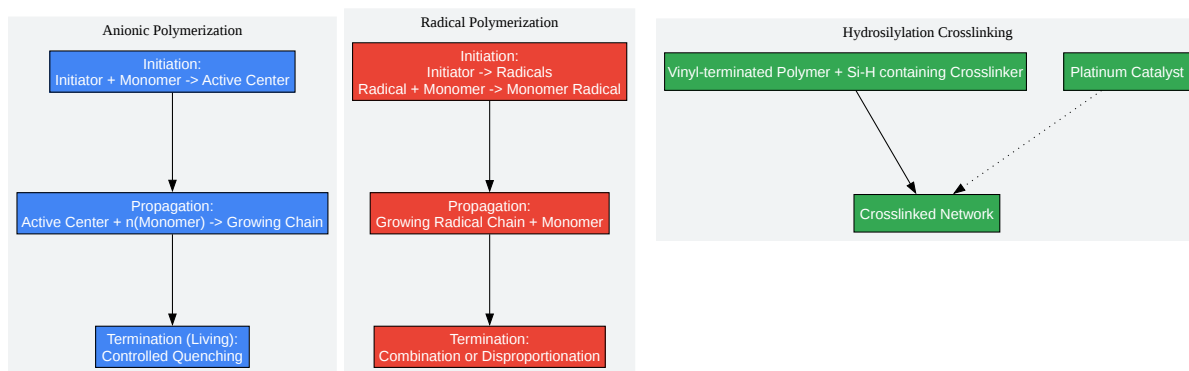 Anionic Polymerization
Initiation:
Initiator + Monomer -> Active Center
Propagation:
Active Center + n(Monomer) -> Growing Chain
Termination (Living):
Controlled Quenching
Radical Polymerization
Initiation:
Initiator -> Radicals
Radical + Monomer -> Monomer Radical
Propagation:
Growing Radical Chain + Monomer
Termination:
Combination or Disproportionation
Hydrosilylation Crosslinking
Vinyl-terminated Polymer + Si-H containing Crosslinker
Platinum Catalyst
Crosslinked Network